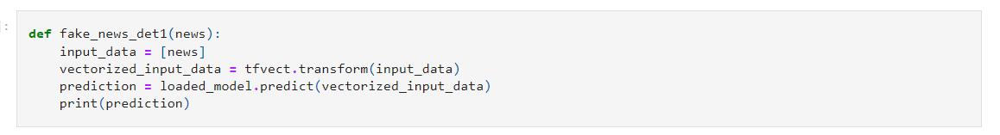 ]:
def fake_news_det1(news):
    input_data = [news]
    vectorized_input_data = tfvect.transform(input_data)
    prediction = loaded_model.predict(vectorized_input_data)
    print(prediction)